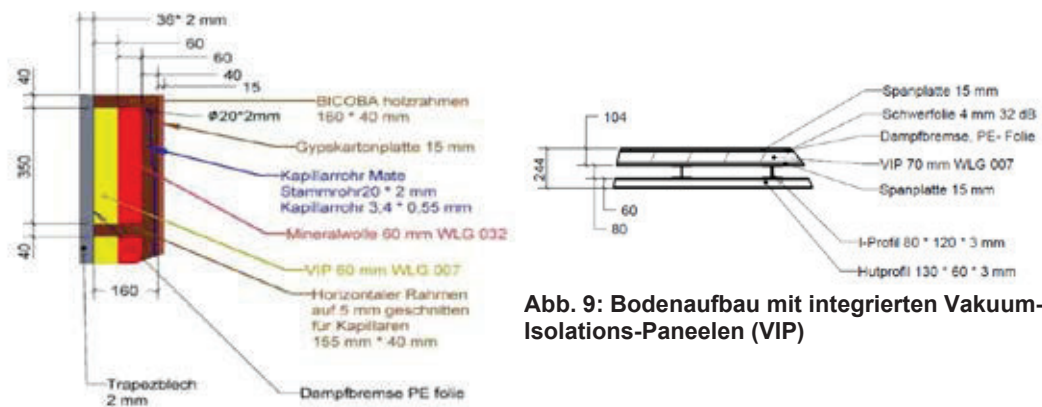 36* 2 mm
60
60
40
15
40
350
40
160
BICOBA holzrahmen
160 * 40 mm
Ø20*2mm
Gypskartonplatte 15 mm
Kapillarrohr Mate
Stammrohr20 * 2 mm
Kapillarrohr 3,4 * 0,55 mm
Mineralwolle 60 mm WLG 032
VIP 60 mm WLG 007
Horizontaler Rahmen
auf 5 mm geschnitten
für Kapillaren
155 mm * 40 mm
Trapezblech
2 mm
Dampfbremse PE folie
104
244
60
80
Spanplatte 15 mm
Schwerfolie 4 mm 32 dB
Dampfbremse, PE- Folie
VIP 70 mm WLG 007
Spanplatte 15 mm
I-Profil 80 * 120 * 3 mm
Hutprofil 130 * 60 * 3 mm
Abb. 9: Bodenaufbau mit integrierten Vakuum-
Isolations-Paneelen (VIP)